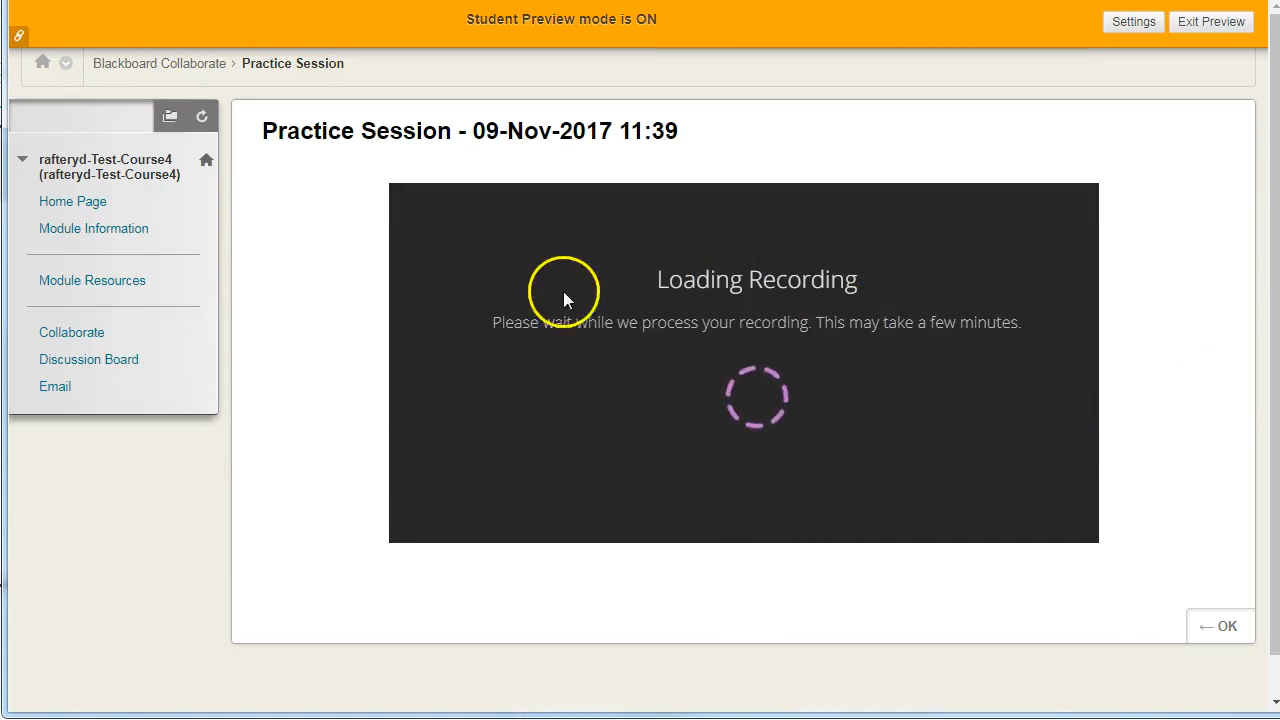 Student Preview mode is ON
Settings
Exit Preview
Blackboard Collaborate > Practice Session
Practice Session - 09-Nov-2017 11:39
rafteryd-Test-Course4
(rafteryd-Test-Course4)
Home Page
Module Information
Module Resources
Collaborate
Discussion Board
Email
Loading Recording
Please wait while we process your recording. This may take a few minutes.
← OK